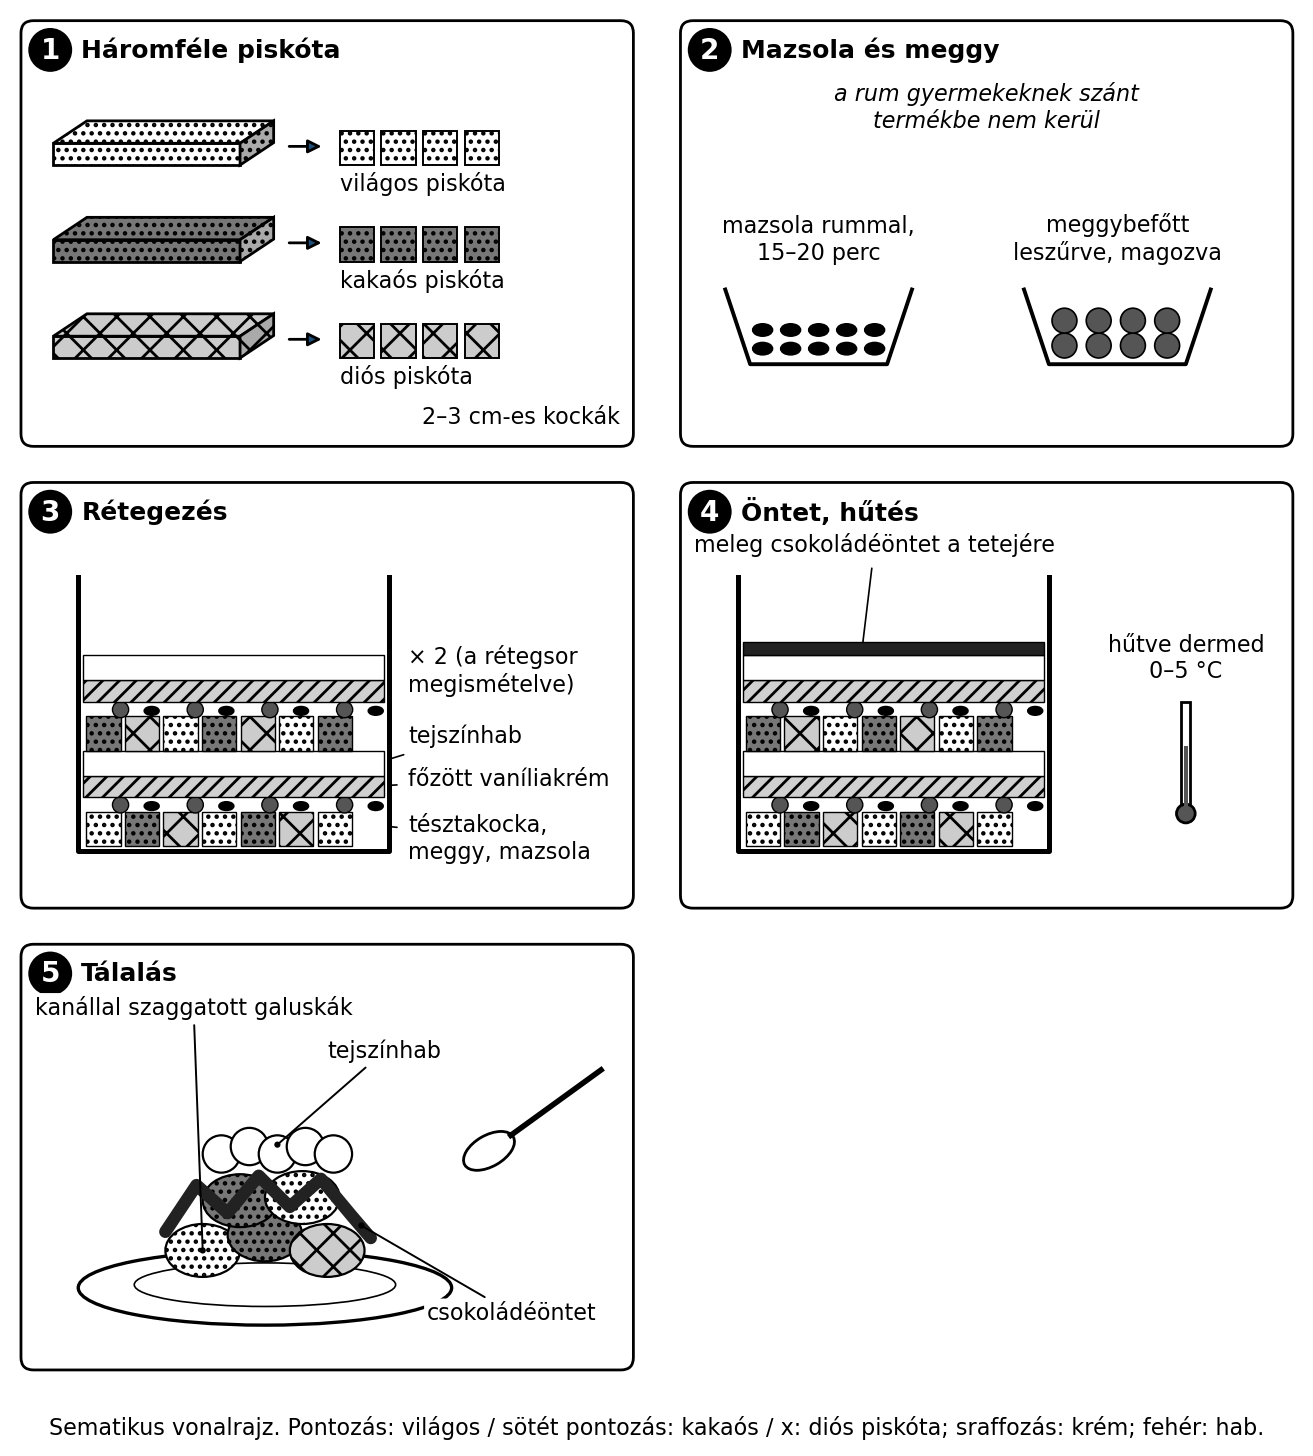 1 Háromféle piskóta
világos piskóta
kakaós piskóta
diós piskóta
2–3 cm-es kockák
2 Mazsola és meggy
a rum gyermekeknek szánt
termékbe nem kerül
mazsola rummal,
15–20 perc
meggybefőtt
leszűrve, magozva
3 Rétegezés
× 2 (a rétegsor
megismételve)
tejszínhab
főzött vaníliakrém
tésztakocka,
meggy, mazsola
4 Öntet, hűtés
meleg csokoládéöntet a tetejére
hűtve dermed
0–5 °C
5 Tálalás
kanállal szaggatott galuskák
tejszínhab
csokoládéöntet
Sematikus vonalrajz. Pontozás: világos / sötét pontozás: kakaós / x: diós piskóta; sraffozás: krém; fehér: hab.